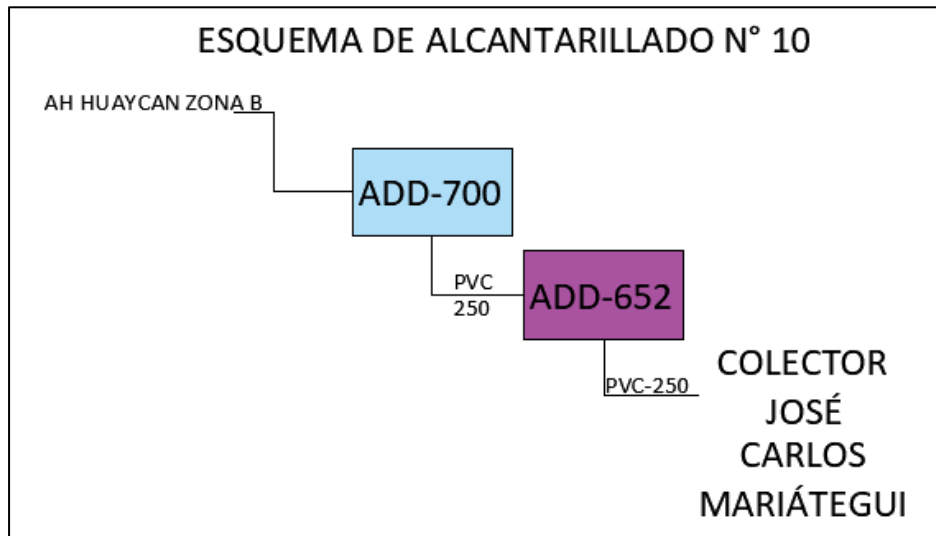 ESQUEMA DE ALCANTARILLADO N° 10
AH HUAYCAN ZONA B
ADD-700
PVC
250
ADD-652
PVC-250
COLECTOR
JOSÉ
CARLOS
MARIÁTEGUI